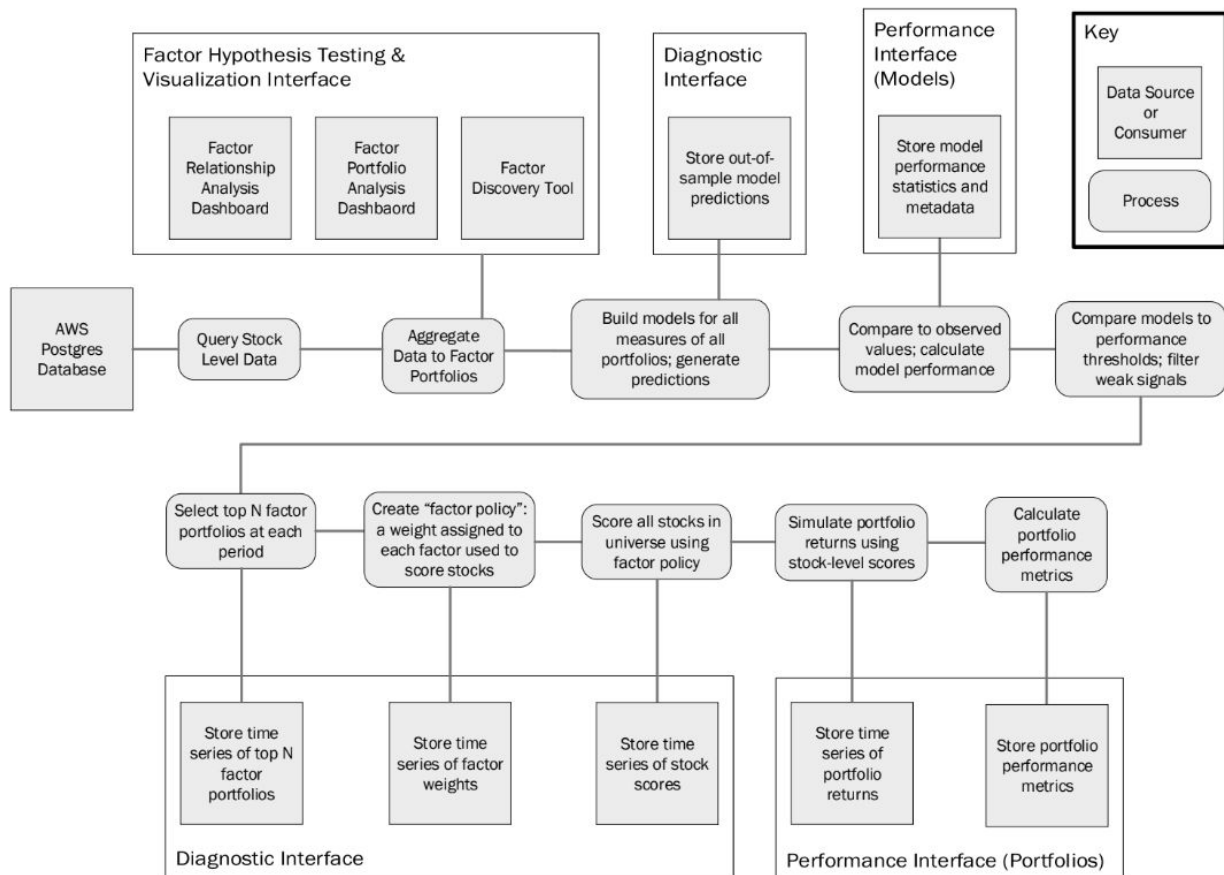 Factor Hypothesis Testing &
Visualization Interface
Factor
Relationship
Analysis
Dashboard
Factor
Portfolio
Analysis
Dashbaord
Factor
Discovery Tool
Diagnostic
Interface
Store out-of-
sample model
predictions
Performance
Interface
(Models)
Store model
performance
statistics and
metadata
Key
Data Source
or
Consumer
Process
AWS
Postgres
Database
Query Stock
Level Data
Aggregate
Data to Factor
Portfolios
Build models for all
measures of all
portfolios; generate
predictions
Compare to observed
values; calculate
model performance
Compare models to
performance
thresholds; filter
weak signals
Select top N factor
portfolios at each
period
Create “factor policy”:
a weight assigned to
each factor used to
score stocks
Score all stocks in
universe using
factor policy
Simulate portfolio
returns using
stock-level scores
Calculate
portfolio
performance
metrics
Store time
series of top N
factor
portfolios
Store time
series of factor
weights
Store time
series of stock
scores
Diagnostic Interface
Store time
series of
portfolio
returns
Store portfolio
performance
metrics
Performance Interface (Portfolios)